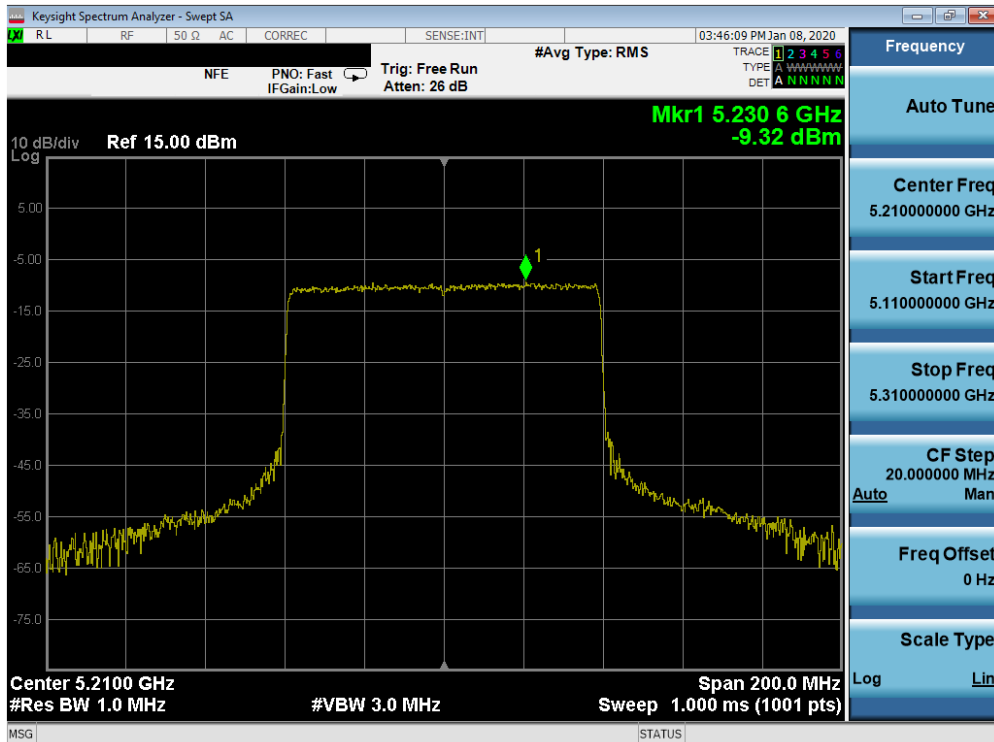 Keysight Spectrum Analyzer - Swept SA
LXI RL RF 50 Ω AC CORREC SENSE:INT 03:46:09 PM Jan 08, 2020
NFE PNO: Fast Trig: Free Run #Avg Type: RMS TRACE 1 2 3 4 5 6
IFGain:Low Atten: 26 dB TYPE A WWWWW
DET A N N N N N
Mkr1 5.230 6 GHz
-9.32 dBm
10 dB/div Ref 15.00 dBm
Log
5.00
-5.00
-15.0
-25.0
-35.0
-45.0
-55.0
-65.0
-75.0
1
Center 5.2100 GHz Span 200.0 MHz
#Res BW 1.0 MHz #VBW 3.0 MHz Sweep 1.000 ms (1001 pts)
MSG STATUS
Frequency
Auto Tune
Center Freq
5.210000000 GHz
Start Freq
5.110000000 GHz
Stop Freq
5.310000000 GHz
CF Step
20.000000 MHz
Auto Man
Freq Offset
0 Hz
Scale Type
Log Lin